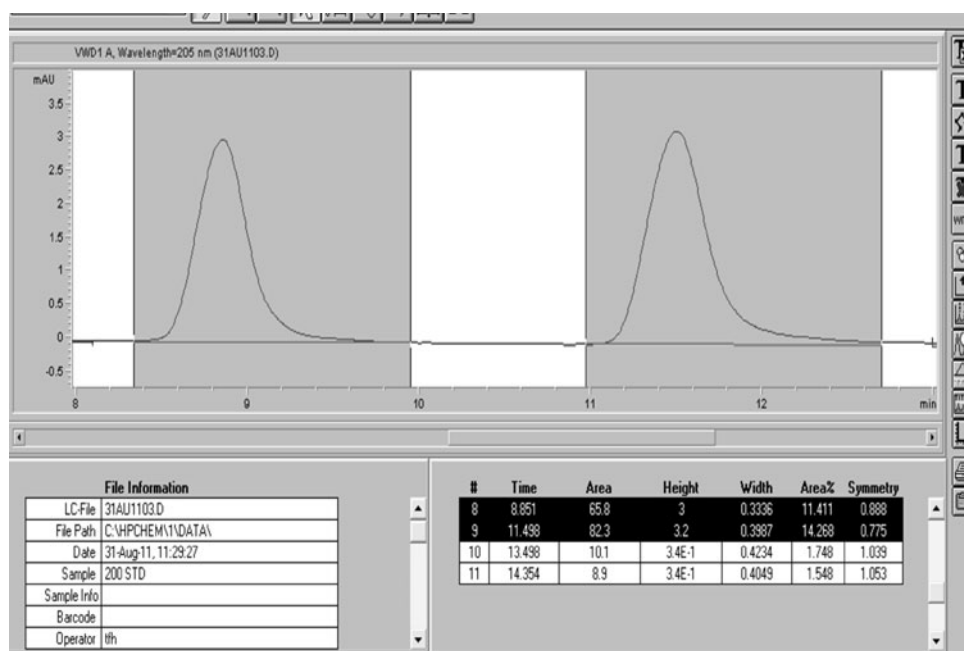 VWD1 A, Wavelength=205 nm (31AU1103.D)
mAU
3.5
3
2.5
2
1.5
1
0.5
0
-0.5
8 9 10 11 12 min
File Information
LC-File 31AU1103.D
File Path C:\HPCHEM\1\DATA\
Date 31-Aug-11, 11:29:27
Sample 200 STD
Sample Info
Barcode
Operator tfh
# Time Area Height Width Area% Symmetry
8 8.851 65.8 3 0.3336 11.411 0.888
9 11.498 82.3 3.2 0.3987 14.268 0.775
10 13.498 10.1 3.4E-1 0.4234 1.748 1.039
11 14.354 8.9 3.4E-1 0.4049 1.548 1.053